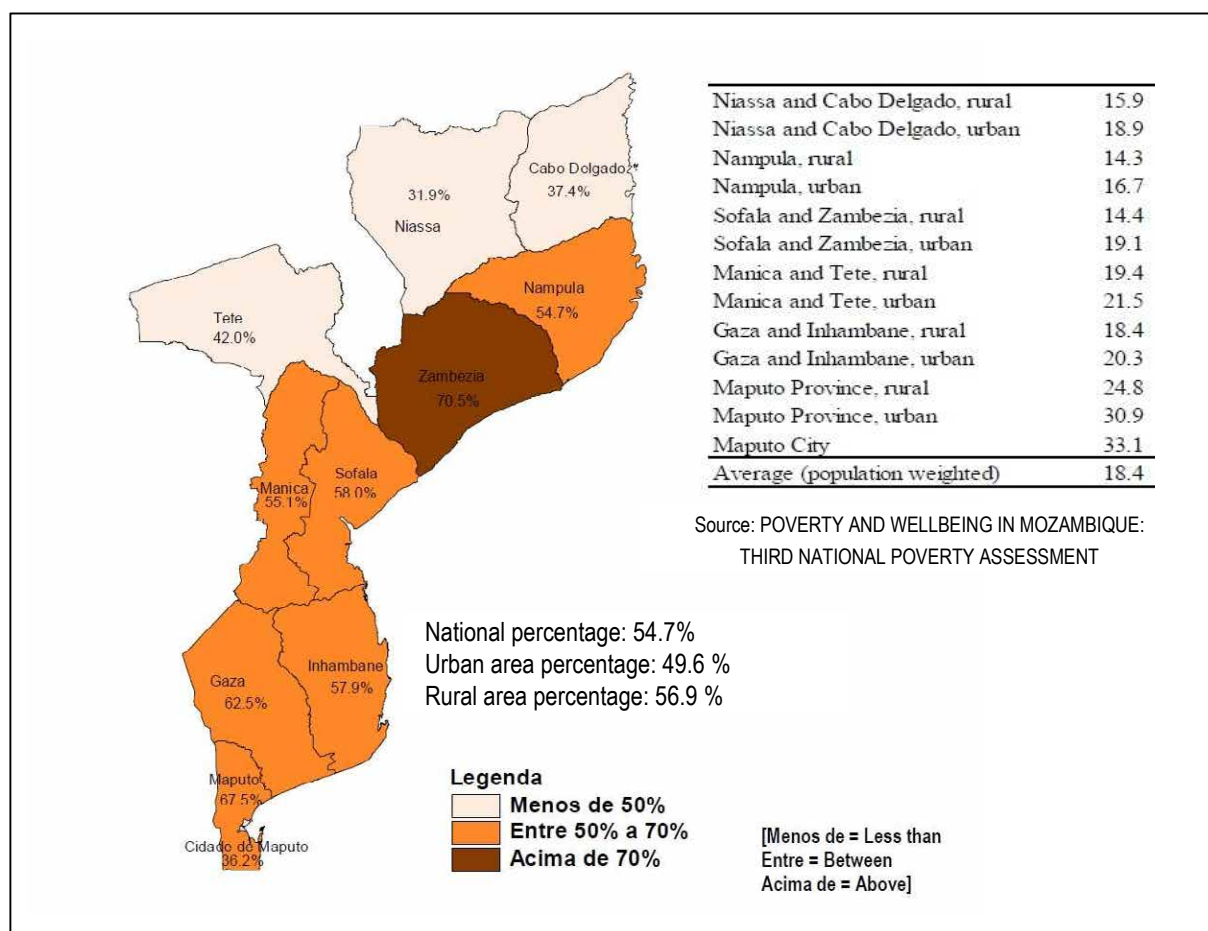 Cabo Dolgado
37.4%
31.9%
Niassa
Nampula
54.7%
Tete
42.0%
Zambezia
70.5%
Sofala
58.0%
Manica
55.1%
Inhambane
57.9%
Gaza
62.5%
Maputo
67.5%
Cidado de Maputo
36.2%
Niassa and Cabo Delgado, rural 15.9
Niassa and Cabo Delgado, urban 18.9
Nampula, rural 14.3
Nampula, urban 16.7
Sofala and Zambezia, rural 14.4
Sofala and Zambezia, urban 19.1
Manica and Tete, rural 19.4
Manica and Tete, urban 21.5
Gaza and Inhambane, rural 18.4
Gaza and Inhambane, urban 20.3
Maputo Province, rural 24.8
Maputo Province, urban 30.9
Maputo City 33.1
Average (population weighted) 18.4
Source: POVERTY AND WELLBEING IN MOZAMBIQUE:
THIRD NATIONAL POVERTY ASSESSMENT
National percentage: 54.7%
Urban area percentage: 49.6 %
Rural area percentage: 56.9 %
Legenda
Menos de 50%
Entre 50% a 70%
Acima de 70%
[Menos de = Less than
Entre = Between
Acima de = Above]